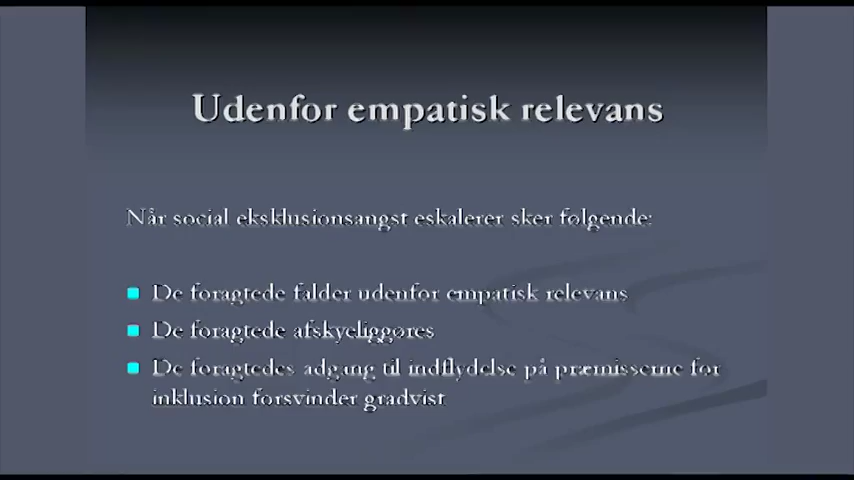 Udenfor empatisk relevans
Når social eksklusionsangst eskalerer sker følgende:
De foragtede falder udenfor empatisk relevans
De foragtede afskyeliggøres
De foragtedes adgang til indflydelse på præmisserne for
inklusion forsvinder gradvist